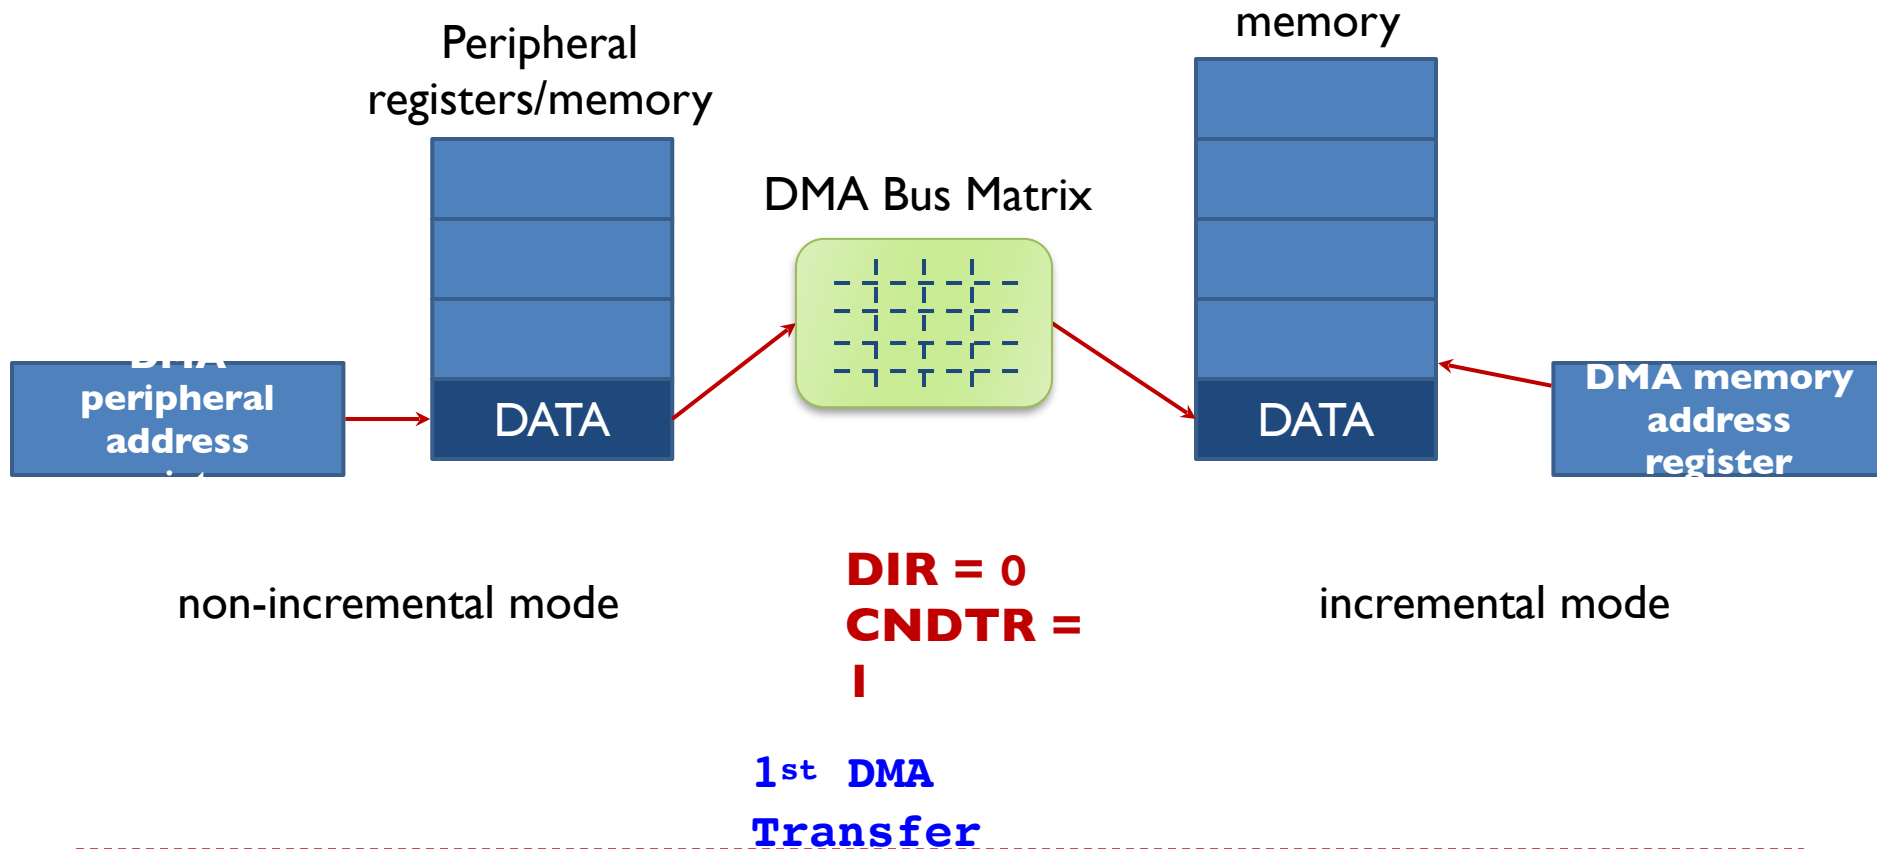 Peripheral
registers/memory
memory
DMA Bus Matrix
DMA
peripheral
address
DATA
DATA
DMA memory
address
register
non-incremental mode
DIR = 0
CNDTR =
1
incremental mode
1st DMA
Transfer